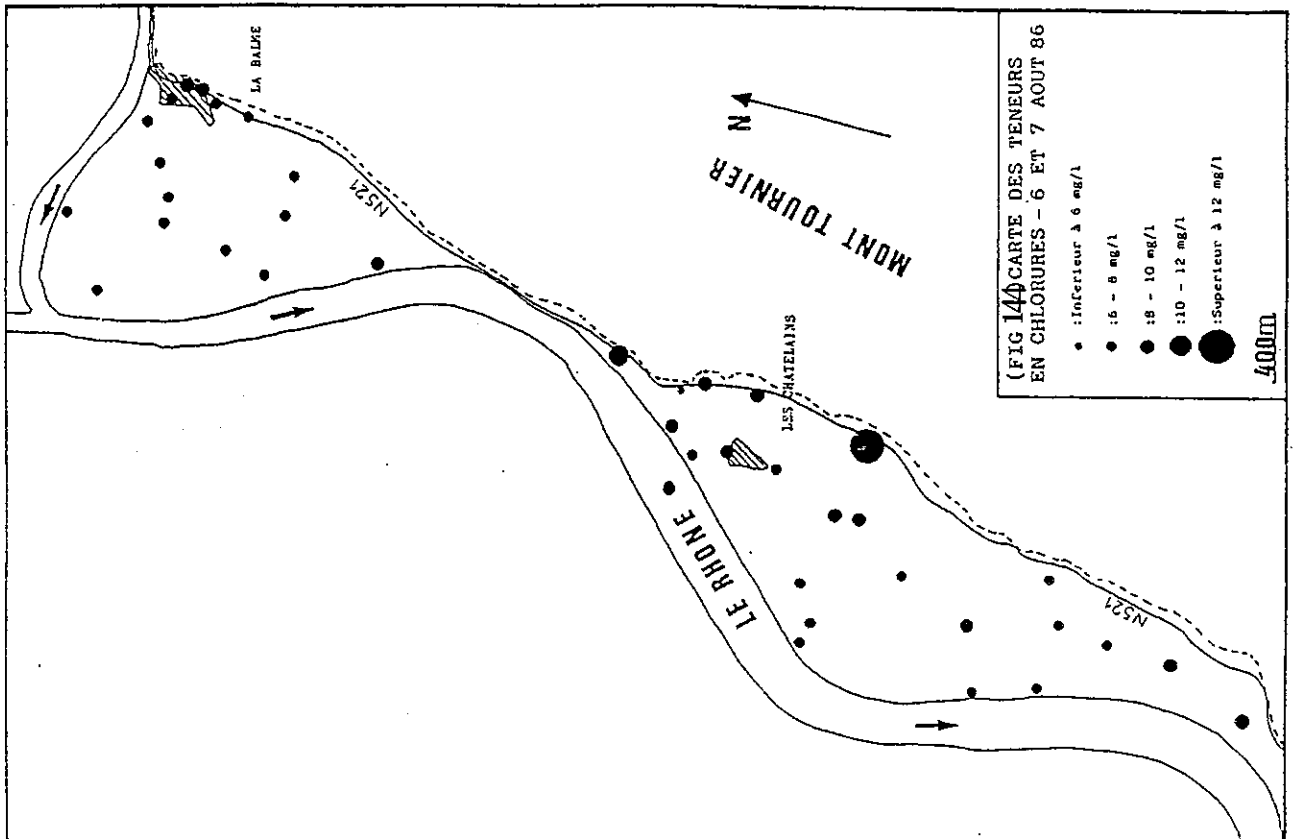 LA BALME
N521
N
MONT TOURNIER
(FIG 144) CARTE DES TENEURS
EN CHLORURES - 6 ET 7 AOUT 86
:Inferieur à 6 mg/l
:6 - 8 mg/l
:8 - 10 mg/l
:10 - 12 mg/l
:Superieur à 12 mg/l
400m
LES CHATELAINS
LE RHONE
N521